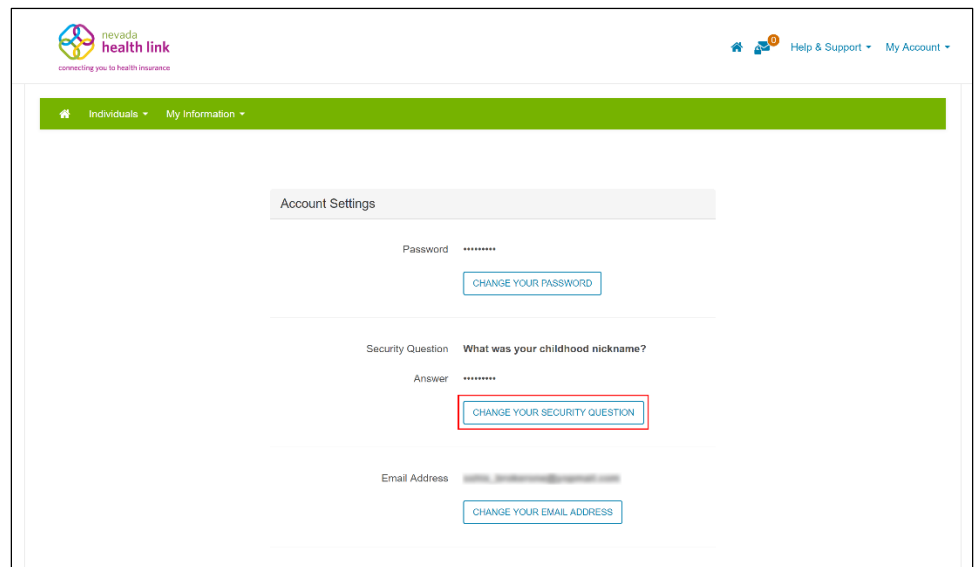 nevada
health link
connecting you to health insurance
0
Help & Support
My Account
Individuals
My Information
Account Settings
Password •••••••••
CHANGE YOUR PASSWORD
Security Question What was your childhood nickname?
Answer •••••••••
CHANGE YOUR SECURITY QUESTION
Email Address
CHANGE YOUR EMAIL ADDRESS